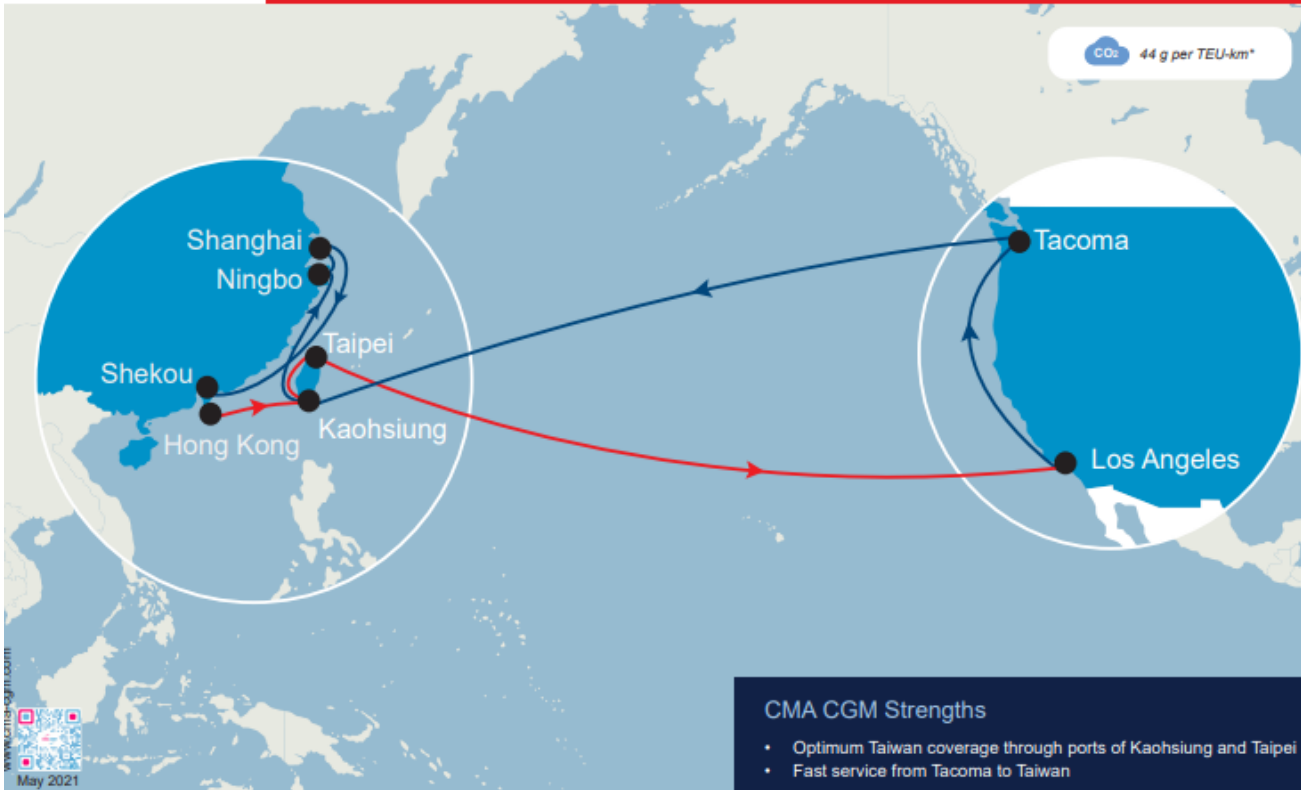 CO₂ 44 g per TEU-km*
Shanghai
Ningbo
Tacoma
Taipei
Shekou
Kaohsiung
Hong Kong
Los Angeles
www.cma-cgm.com
May 2021
CMA CGM Strengths
• Optimum Taiwan coverage through ports of Kaohsiung and Taipei
• Fast service from Tacoma to Taiwan